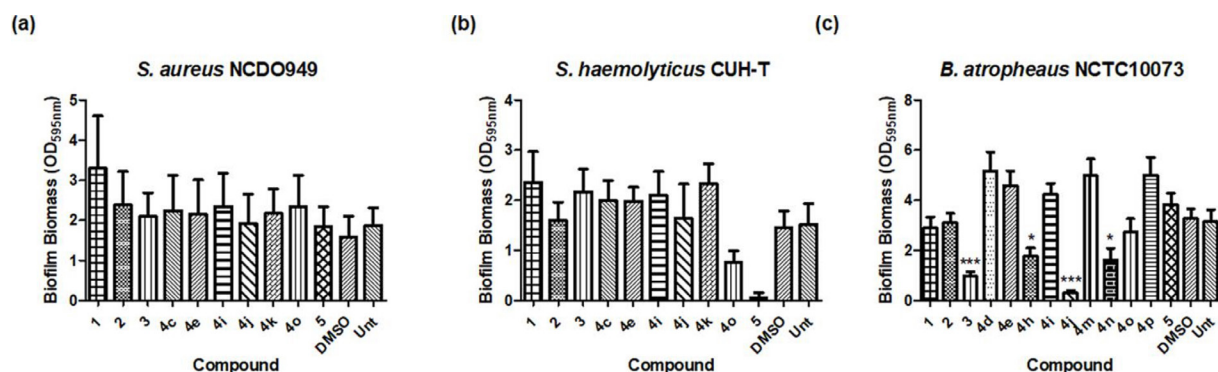 (a)
S. aureus NCDO949
Biofilm Biomass (OD595nm)
5
4
3
2
1
0
1 2 3 4c 4e 4i 4j 4k 4o 5 DMSO Unt
Compound
(b)
S. haemolyticus CUH-T
Biofilm Biomass (OD595nm)
4
3
2
1
0
1 2 3 4c 4e 4i 4j 4k 4o 5 DMSO Unt
Compound
(c)
B. atropheaus NCTC10073
Biofilm Biomass (OD595nm)
8
6
4
2
0
*** * *** *
1 2 3 4d 4e 4h 4i 4j 4m 4n 4o 4p 5 DMSO Unt
Compound